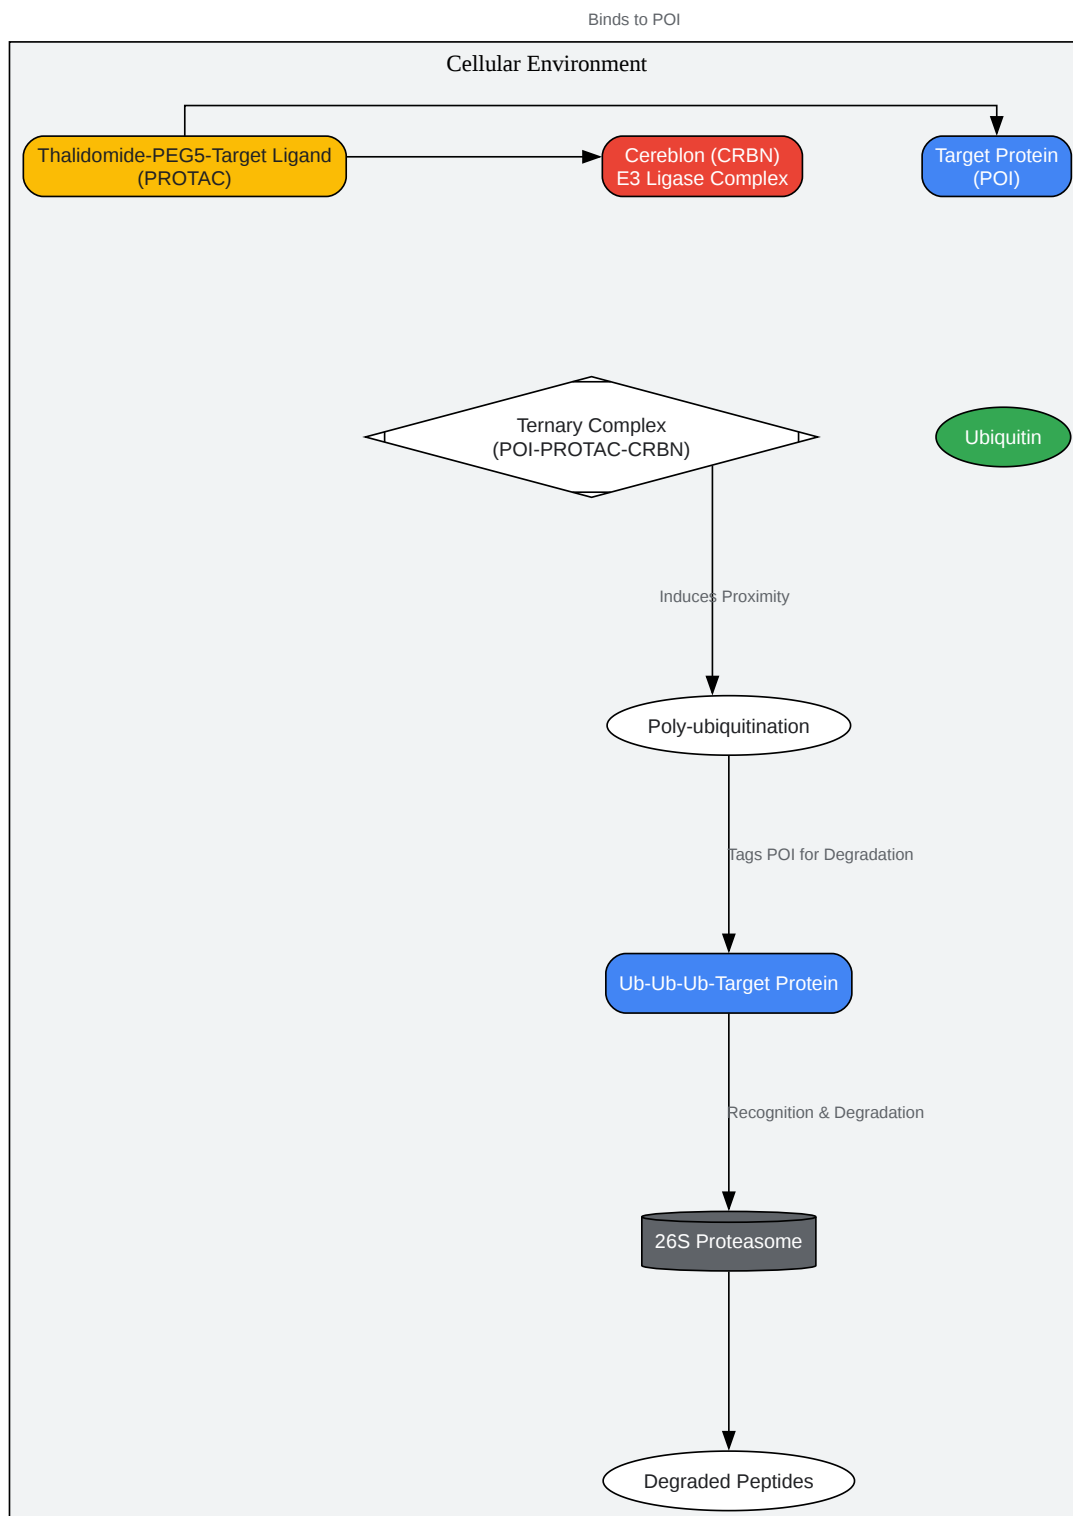 Binds to POI
Cellular Environment
Thalidomide-PEG5-Target Ligand
(PROTAC)
Cereblon (CRBN)
E3 Ligase Complex
Target Protein
(POI)
Ternary Complex
(POI-PROTAC-CRBN)
Ubiquitin
Induces Proximity
Poly-ubiquitination
Tags POI for Degradation
Ub-Ub-Ub-Target Protein
Recognition & Degradation
26S Proteasome
Degraded Peptides